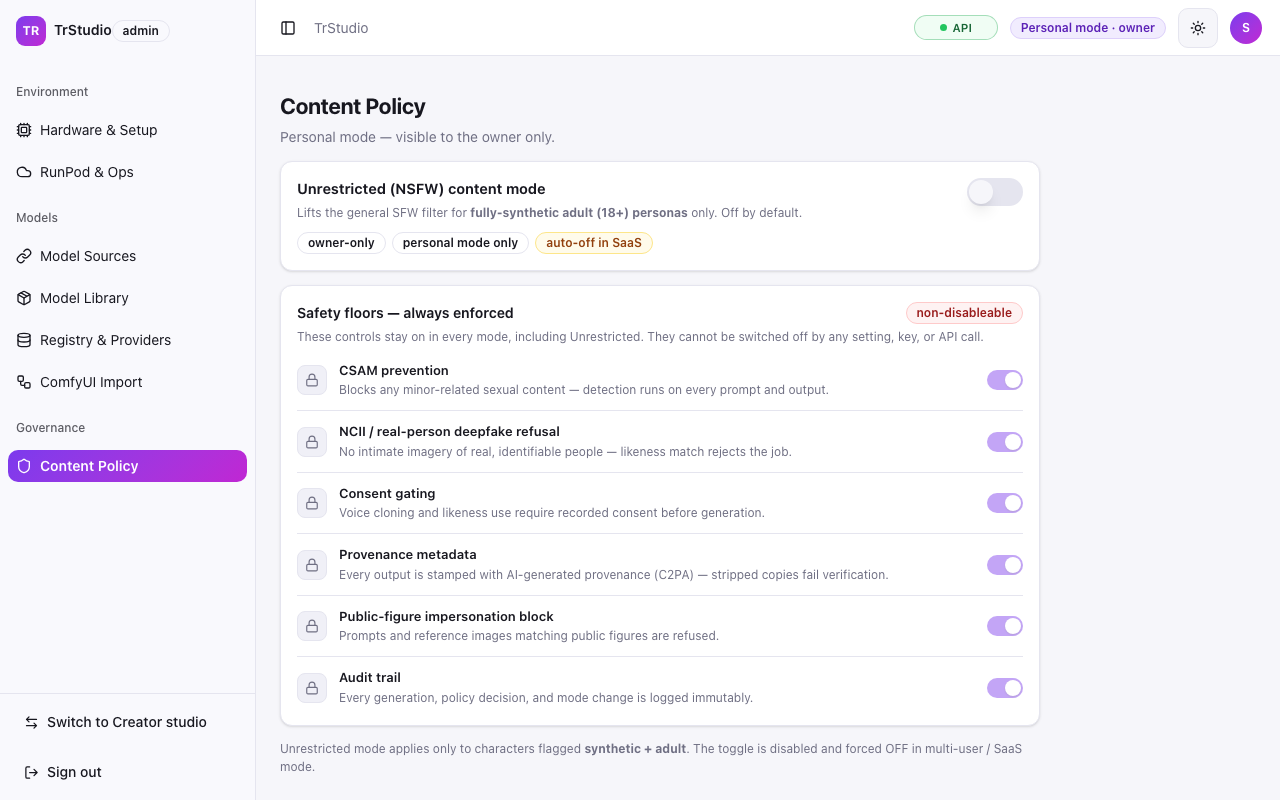 TR TrStudio admin
TrStudio
API
Personal mode · owner
S
Environment
Hardware & Setup
RunPod & Ops
Models
Model Sources
Model Library
Registry & Providers
ComfyUI Import
Governance
Content Policy
Switch to Creator studio
Sign out
Content Policy
Personal mode — visible to the owner only.
Unrestricted (NSFW) content mode
Lifts the general SFW filter for fully-synthetic adult (18+) personas only. Off by default.
owner-only personal mode only auto-off in SaaS
Safety floors — always enforced
non-disableable
These controls stay on in every mode, including Unrestricted. They cannot be switched off by any setting, key, or API call.
CSAM prevention
Blocks any minor-related sexual content — detection runs on every prompt and output.
NCII / real-person deepfake refusal
No intimate imagery of real, identifiable people — likeness match rejects the job.
Consent gating
Voice cloning and likeness use require recorded consent before generation.
Provenance metadata
Every output is stamped with AI-generated provenance (C2PA) — stripped copies fail verification.
Public-figure impersonation block
Prompts and reference images matching public figures are refused.
Audit trail
Every generation, policy decision, and mode change is logged immutably.
Unrestricted mode applies only to characters flagged synthetic + adult. The toggle is disabled and forced OFF in multi-user / SaaS
mode.